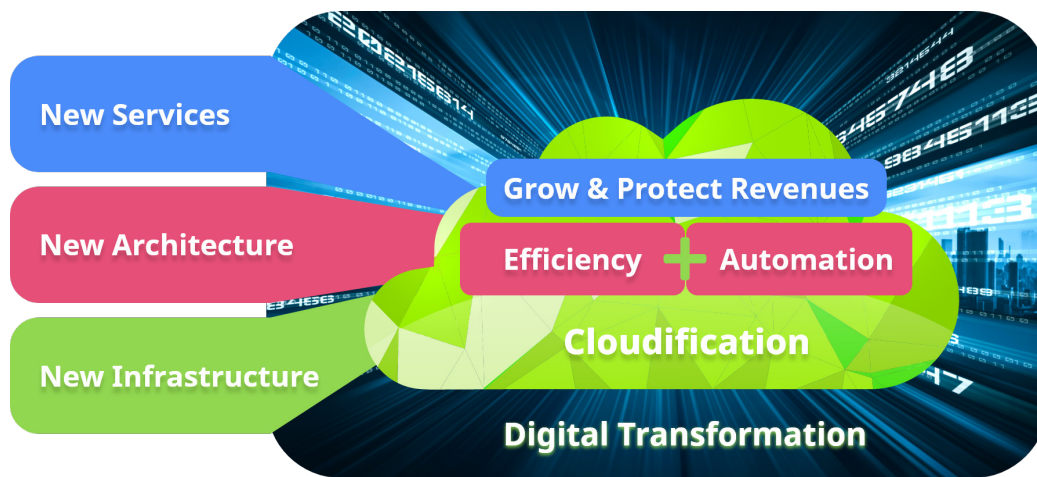 New Services
New Architecture
New Infrastructure
Grow & Protect Revenues
Efficiency + Automation
Cloudification
Digital Transformation